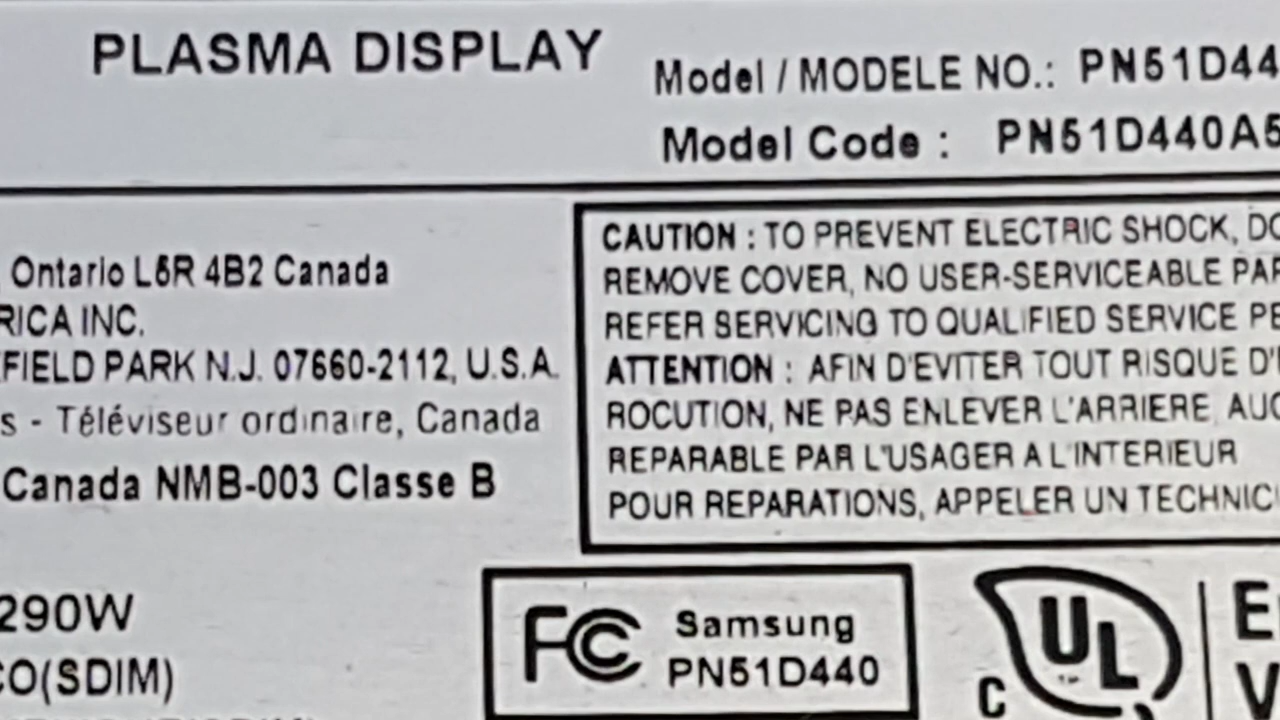 PLASMA DISPLAY
Model / MODELE NO.: PN51D44
Model Code : PN51D440A5
Ontario L5R 4B2 Canada
RICA INC.
FIELD PARK N.J. 07660-2112, U.S.A.
s - Téléviseur ordinaire, Canada
Canada NMB-003 Classe B
CAUTION : TO PREVENT ELECTRIC SHOCK, DO
REMOVE COVER, NO USER-SERVICEABLE PAR
REFER SERVICING TO QUALIFIED SERVICE PE
ATTENTION : AFIN D'EVITER TOUT RISQUE D'
ROCUTION, NE PAS ENLEVER L'ARRIERE, AUC
REPARABLE PAR L'USAGER A L'INTERIEUR
POUR REPARATIONS, APPELER UN TECHNIC
290W
CO(SDIM)
FC Samsung
PN51D440
C UL
E
V